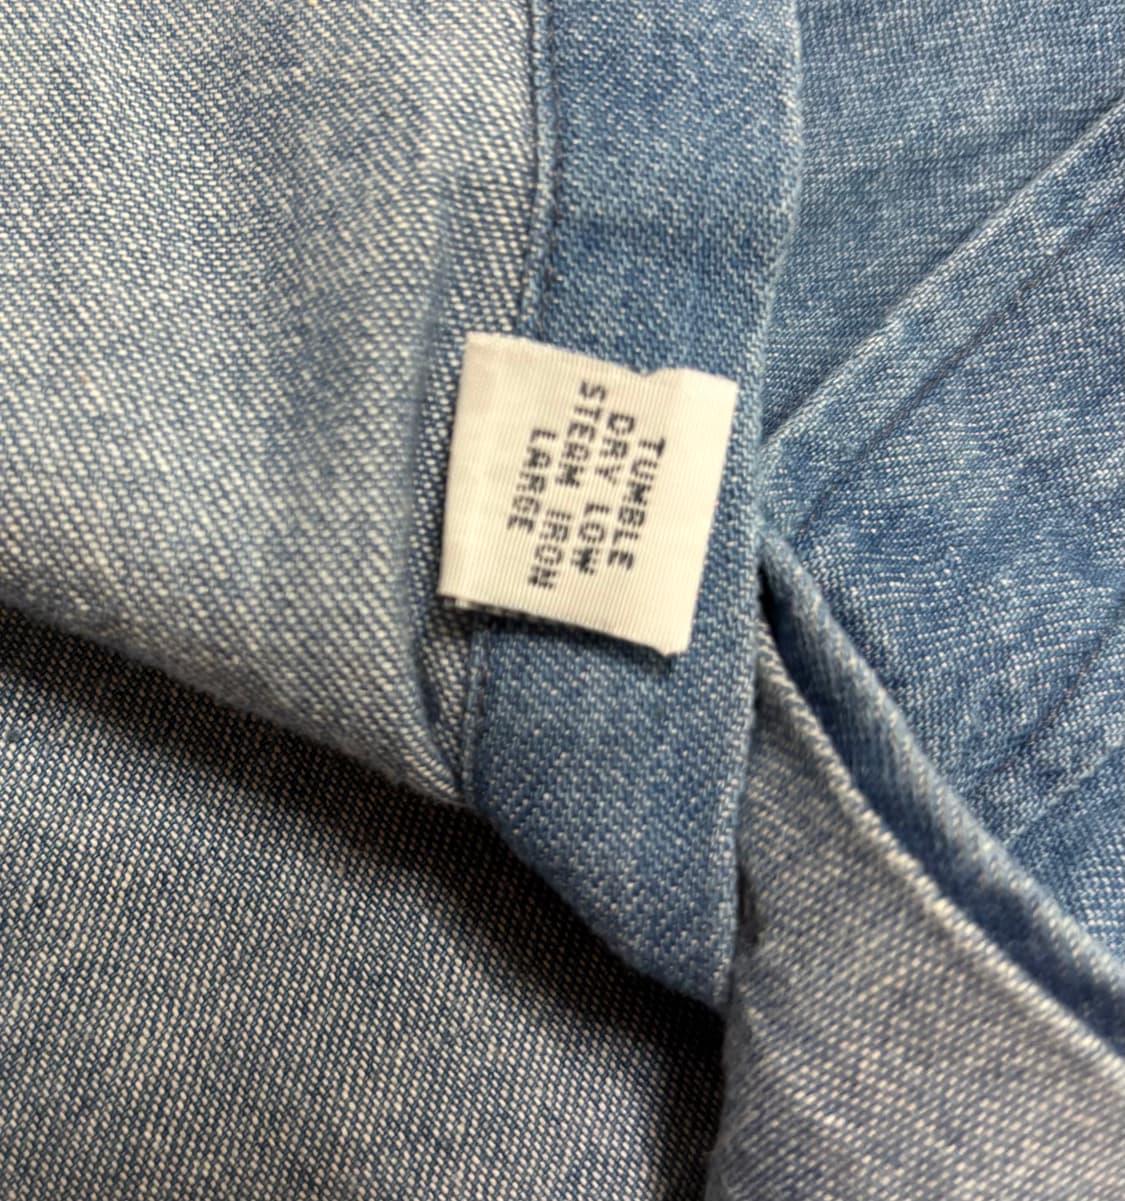 TUMBLE
DRY LOW
STEAM IRON
LARGE